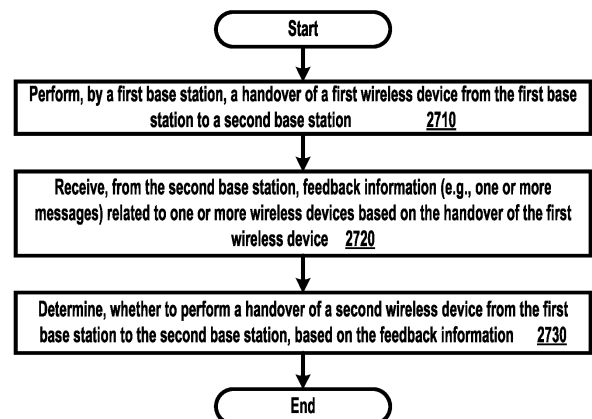 Start
Perform, by a first base station, a handover of a first wireless device from the first base
station to a second base station 2710
Receive, from the second base station, feedback information (e.g., one or more
messages) related to one or more wireless devices based on the handover of the first
wireless device 2720
Determine, whether to perform a handover of a second wireless device from the first
base station to the second base station, based on the feedback information 2730
End